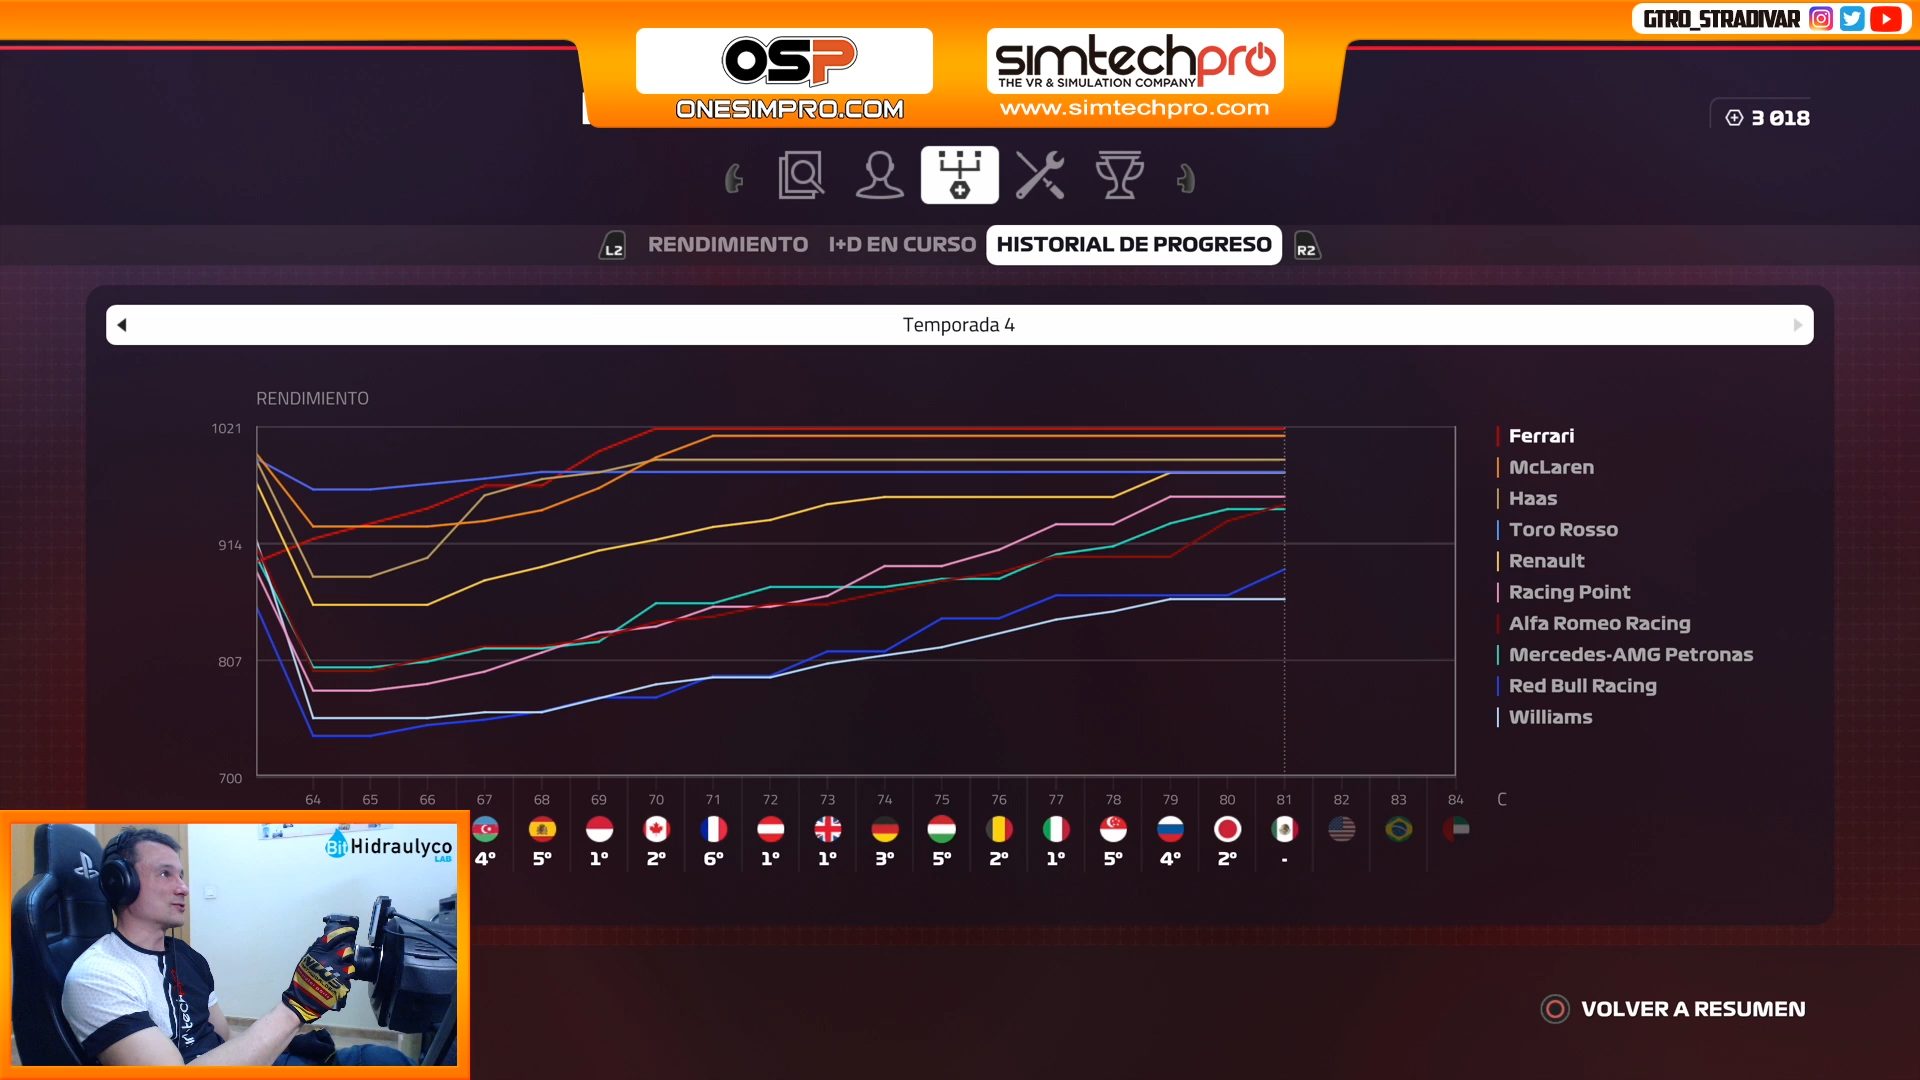 GTRO_STRADIVAR
OSP
ONESIMPRO.COM
simtechpro
THE VR & SIMULATION COMPANY
www.simtechpro.com
3 018
L2
RENDIMIENTO
I+D EN CURSO
HISTORIAL DE PROGRESO
R2
Temporada 4
RENDIMIENTO
1021
914
807
700
Ferrari
McLaren
Haas
Toro Rosso
Renault
Racing Point
Alfa Romeo Racing
Mercedes-AMG Petronas
Red Bull Racing
Williams
64 65 66 67 68 69 70 71 72 73 74 75 76 77 78 79 80 81 82 83 84 C
4º 5º 1º 2º 6º 1º 1º 3º 5º 2º 1º 5º 4º 2º -
BitHidraulyco
LAB
VOLVER A RESUMEN